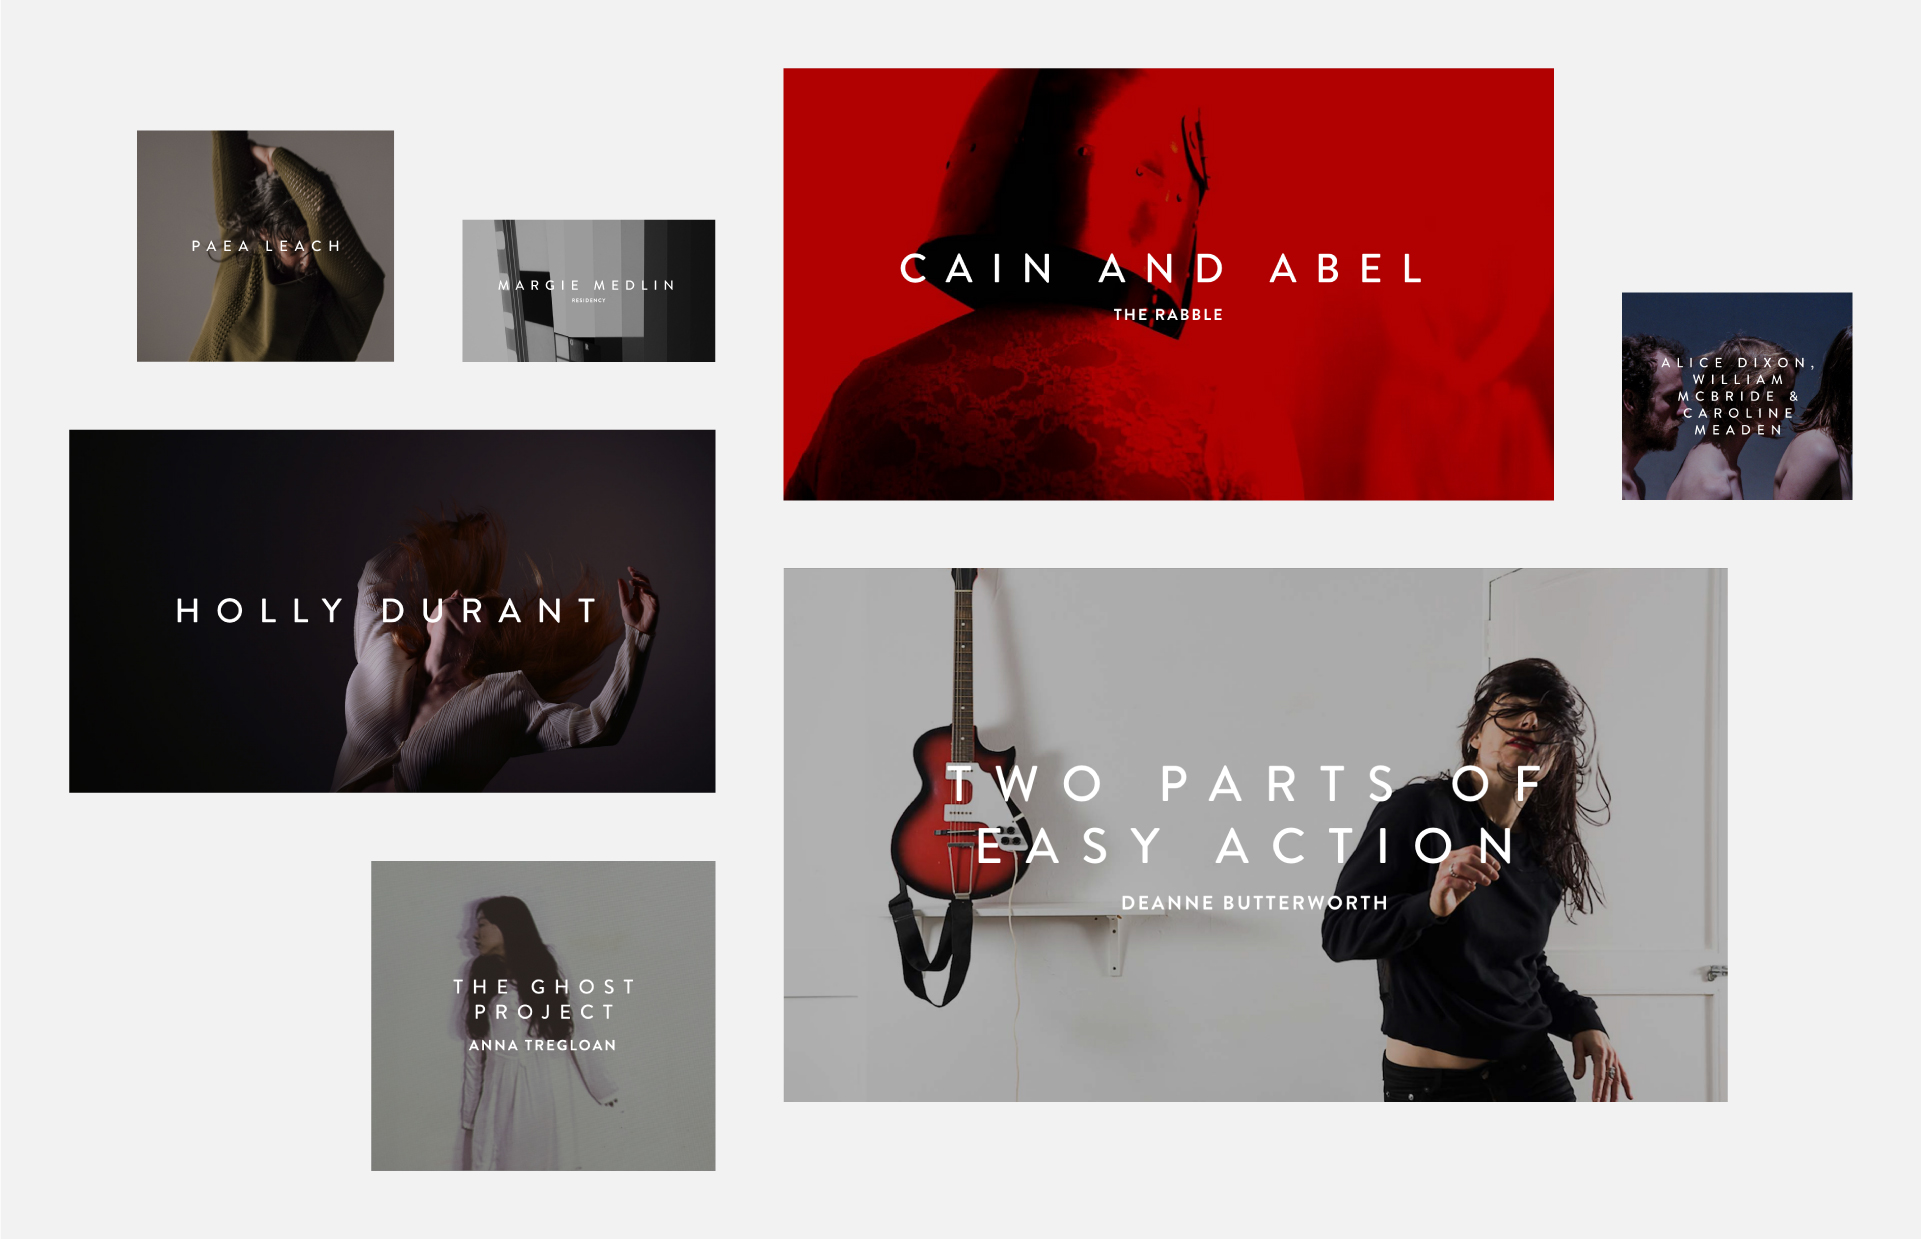 PAEA LEACH
MARGIE MEDLIN
RESIDENCY
CAIN AND ABEL
THE RABBLE
ALICE DIXON,
WILLIAM
MCBRIDE &
CAROLINE
MEADEN
HOLLY DURANT
TWO PARTS OF
EASY ACTION
DEANNE BUTTERWORTH
THE GHOST
PROJECT
ANNA TREGLOAN